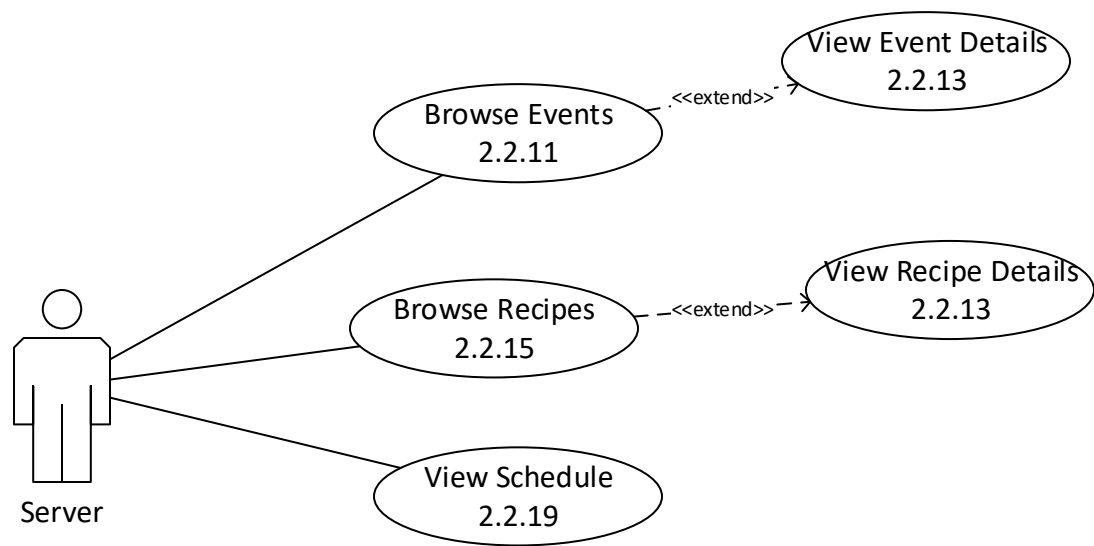 View Event Details
2.2.13
<<extend>>
Browse Events
2.2.11
View Recipe Details
2.2.13
<<extend>>
Browse Recipes
2.2.15
View Schedule
2.2.19
Server